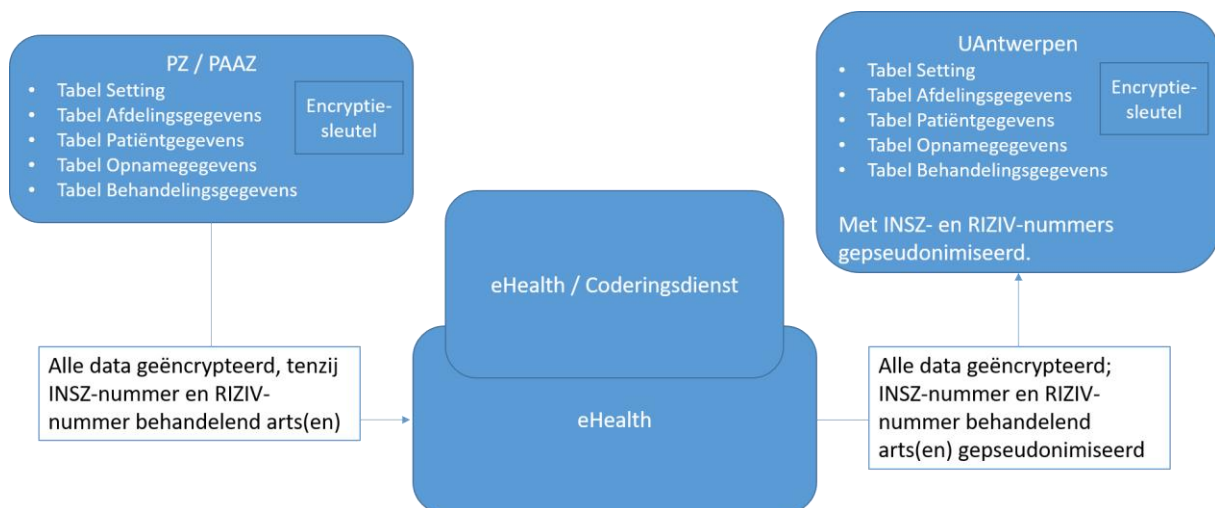 PZ / PAAZ
• Tabel Setting
• Tabel Afdelingsgegevens
• Tabel Patiëntgegevens
• Tabel Opnamegegevens
• Tabel Behandelingsgegevens
Encryptie-
sleutel
Alle data geëncrypteerd, tenzij
INSZ-nummer en RIZIV-
nummer behandelend arts(en)
eHealth / Coderingsdienst
eHealth
Alle data geëncrypteerd;
INSZ-nummer en RIZIV-
nummer behandelend
arts(en) gepseudonimiseerd
UAntwerpen
• Tabel Setting
• Tabel Afdelingsgegevens
• Tabel Patiëntgegevens
• Tabel Opnamegegevens
• Tabel Behandelingsgegevens
Encryptie-
sleutel
Met INSZ- en RIZIV-nummers
gepseudonimiseerd.